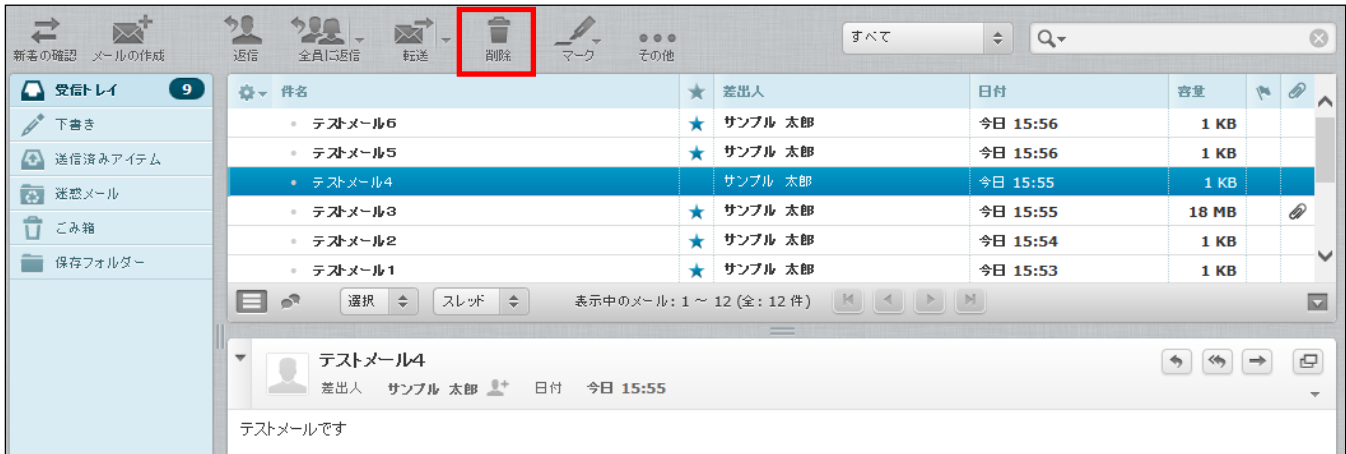 新着の確認 メールの作成 返信 全員に返信 転送 削除 マーク その他 すべて
受信トレイ 9
下書き
送信済みアイテム
迷惑メール
ごみ箱
保存フォルダー
件名 差出人 日付 容量
テストメール6 サンプル 太郎 今日 15:56 1 KB
テストメール5 サンプル 太郎 今日 15:56 1 KB
テストメール4 サンプル 太郎 今日 15:55 1 KB
テストメール3 サンプル 太郎 今日 15:55 18 MB
テストメール2 サンプル 太郎 今日 15:54 1 KB
テストメール1 サンプル 太郎 今日 15:53 1 KB
選択 スレッド 表示中のメール: 1 ～ 12 (全: 12 件)
テストメール4
差出人 サンプル 太郎 日付 今日 15:55
テストメールです